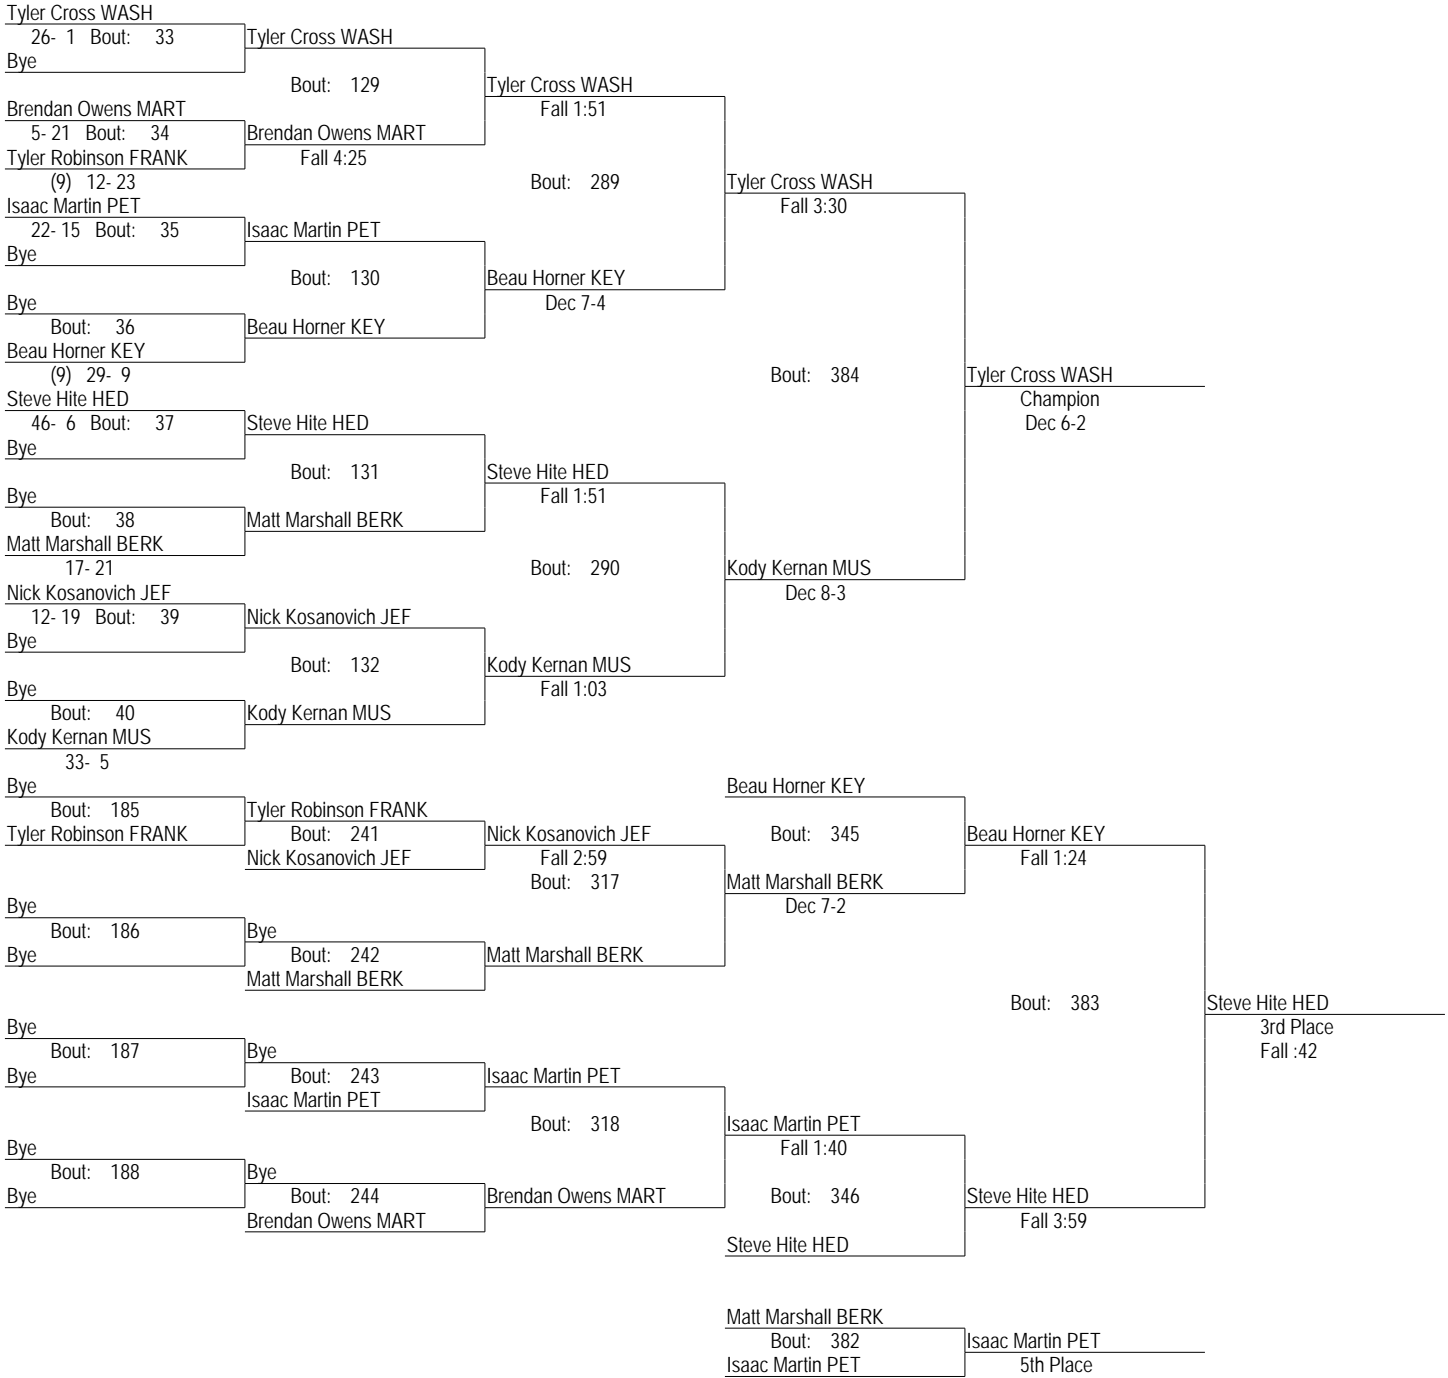 Tyler Cross WASH
26- 1 Bout: 33
Tyler Cross WASH
Bye
Bout: 129
Tyler Cross WASH
Brendan Owens MART
Fall 1:51
5- 21 Bout: 34
Brendan Owens MART
Tyler Robinson FRANK
Fall 4:25
(9) 12- 23
Bout: 289
Tyler Cross WASH
Isaac Martin PET
Fall 3:30
22- 15 Bout: 35
Isaac Martin PET
Bye
Bout: 130
Beau Horner KEY
Bye
Dec 7-4
Bout: 36
Beau Horner KEY
Beau Horner KEY
(9) 29- 9
Bout: 384
Tyler Cross WASH
Steve Hite HED
Champion
46- 6 Bout: 37
Steve Hite HED
Dec 6-2
Bye
Bout: 131
Steve Hite HED
Bye
Fall 1:51
Bout: 38
Matt Marshall BERK
Matt Marshall BERK
17- 21
Bout: 290
Kody Kernan MUS
Nick Kosanovich JEF
Dec 8-3
12- 19 Bout: 39
Nick Kosanovich JEF
Bye
Bout: 132
Kody Kernan MUS
Bye
Fall 1:03
Bout: 40
Kody Kernan MUS
Kody Kernan MUS
33- 5
Bye
Beau Horner KEY
Bout: 185
Tyler Robinson FRANK
Tyler Robinson FRANK
Bout: 241
Nick Kosanovich JEF
Bout: 345
Beau Horner KEY
Nick Kosanovich JEF
Fall 2:59
Fall 1:24
Bout: 317
Matt Marshall BERK
Bye
Dec 7-2
Bout: 186
Bye
Bye
Bout: 242
Matt Marshall BERK
Matt Marshall BERK
Bout: 383
Steve Hite HED
Bye
3rd Place
Bout: 187
Bye
Fall :42
Bye
Bout: 243
Isaac Martin PET
Isaac Martin PET
Bout: 318
Isaac Martin PET
Bye
Fall 1:40
Bout: 188
Bye
Bye
Bout: 244
Brendan Owens MART
Bout: 346
Steve Hite HED
Brendan Owens MART
Fall 3:59
Steve Hite HED
Matt Marshall BERK
Bout: 382
Isaac Martin PET
Isaac Martin PET
5th Place